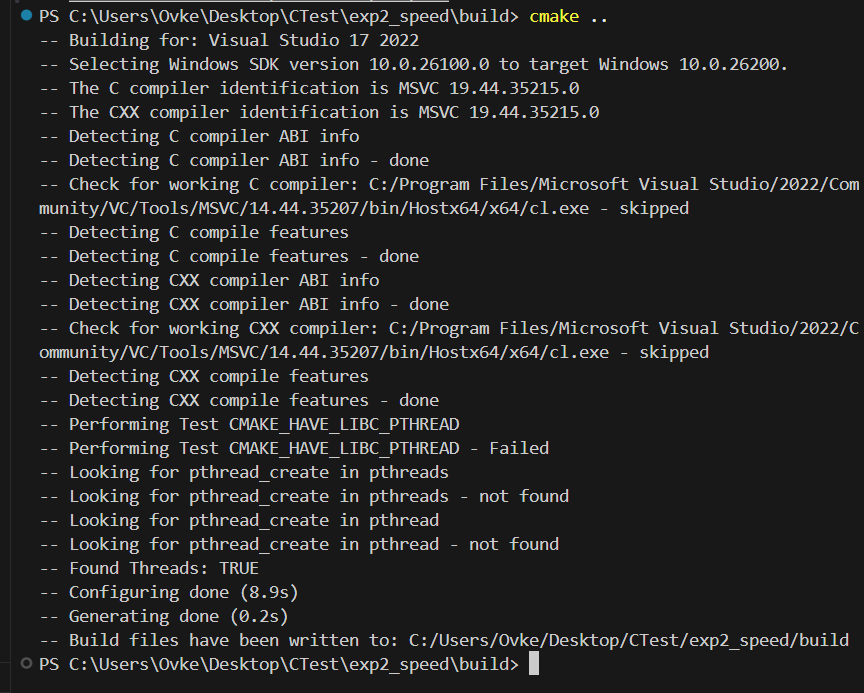 PS C:\Users\Ovke\Desktop\CTest\exp2_speed\build> cmake ..
-- Building for: Visual Studio 17 2022
-- Selecting Windows SDK version 10.0.26100.0 to target Windows 10.0.26200.
-- The C compiler identification is MSVC 19.44.35215.0
-- The CXX compiler identification is MSVC 19.44.35215.0
-- Detecting C compiler ABI info
-- Detecting C compiler ABI info - done
-- Check for working C compiler: C:/Program Files/Microsoft Visual Studio/2022/Com
munity/VC/Tools/MSVC/14.44.35207/bin/Hostx64/x64/cl.exe - skipped
-- Detecting C compile features
-- Detecting C compile features - done
-- Detecting CXX compiler ABI info
-- Detecting CXX compiler ABI info - done
-- Check for working CXX compiler: C:/Program Files/Microsoft Visual Studio/2022/C
ommunity/VC/Tools/MSVC/14.44.35207/bin/Hostx64/x64/cl.exe - skipped
-- Detecting CXX compile features
-- Detecting CXX compile features - done
-- Performing Test CMAKE_HAVE_LIBC_PTHREAD
-- Performing Test CMAKE_HAVE_LIBC_PTHREAD - Failed
-- Looking for pthread_create in pthreads
-- Looking for pthread_create in pthreads - not found
-- Looking for pthread_create in pthread
-- Looking for pthread_create in pthread - not found
-- Found Threads: TRUE
-- Configuring done (8.9s)
-- Generating done (0.2s)
-- Build files have been written to: C:/Users/Ovke/Desktop/CTest/exp2_speed/build
PS C:\Users\Ovke\Desktop\CTest\exp2_speed\build>